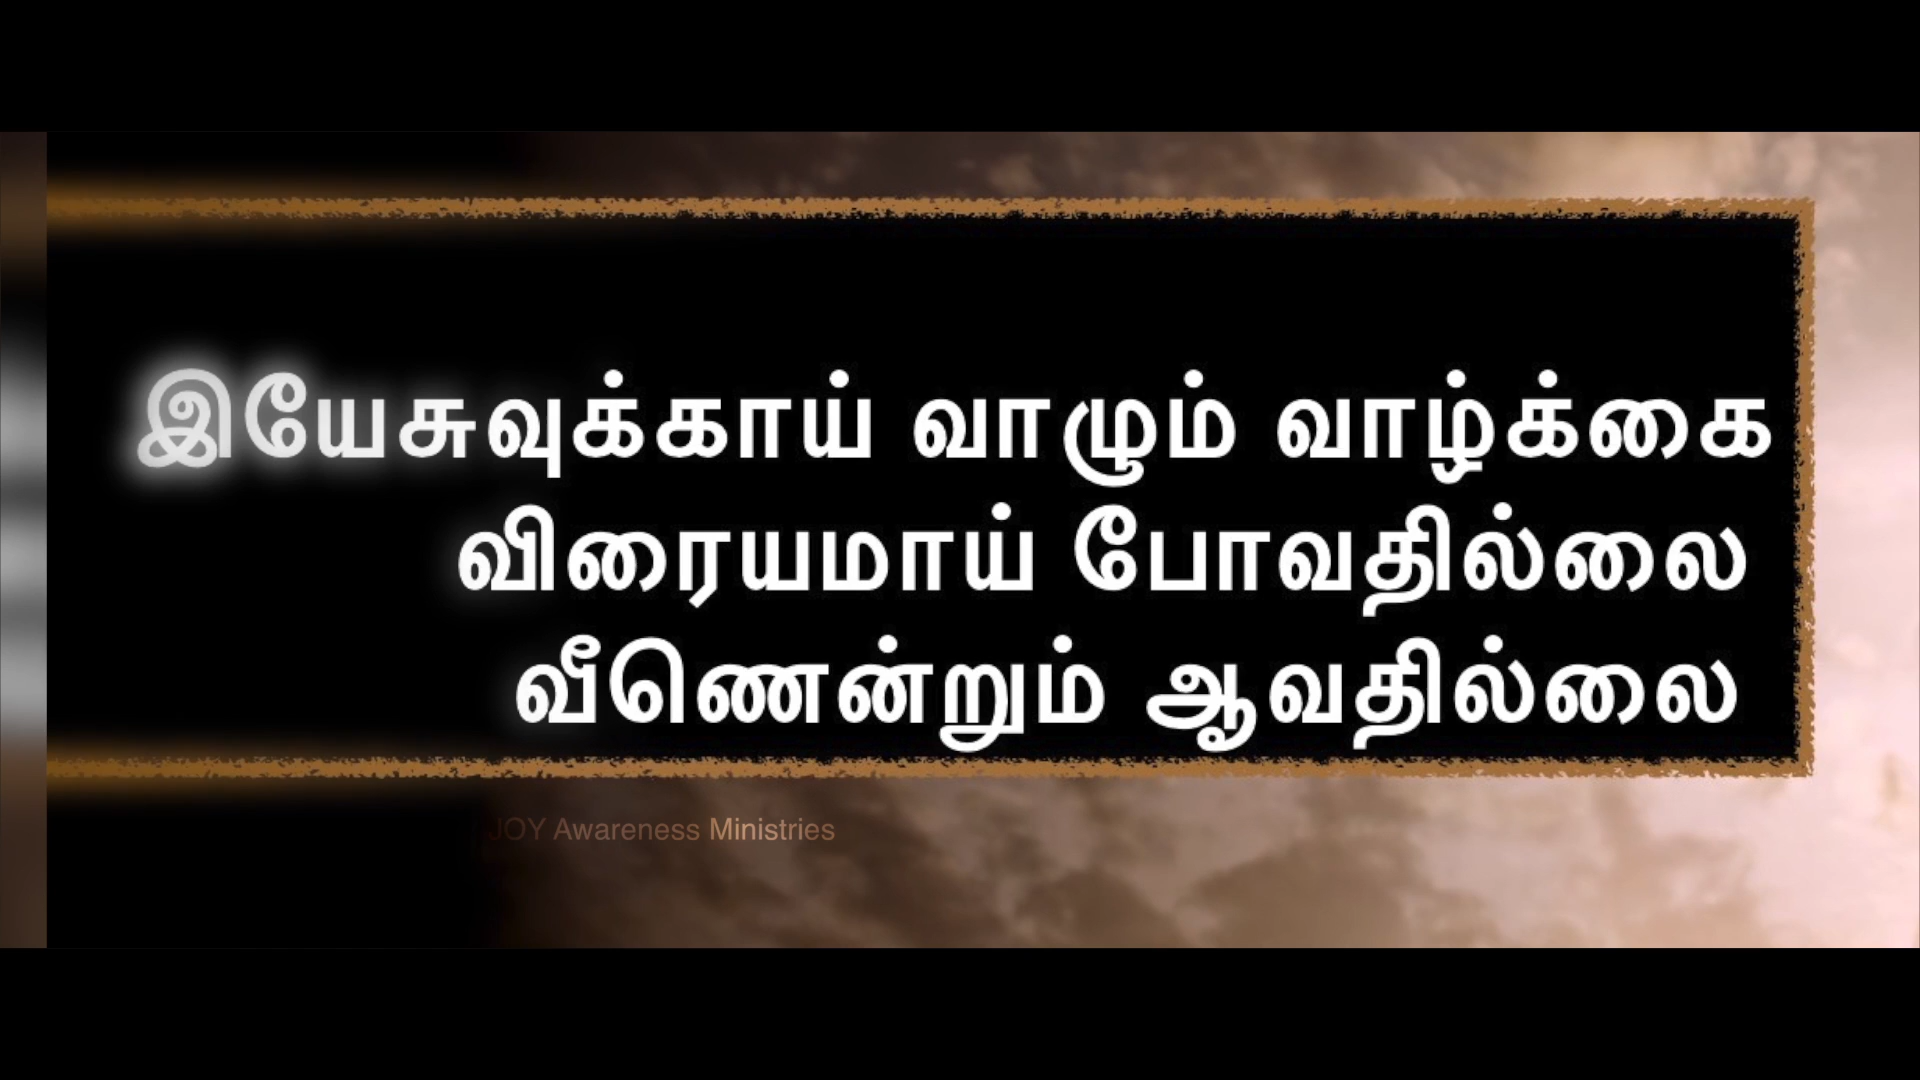 இயேசுவுக்காய் வாழும் வாழ்க்கை
விரையமாய் போவதில்லை
வீணென்றும் ஆவதில்லை
JOY Awareness Ministries